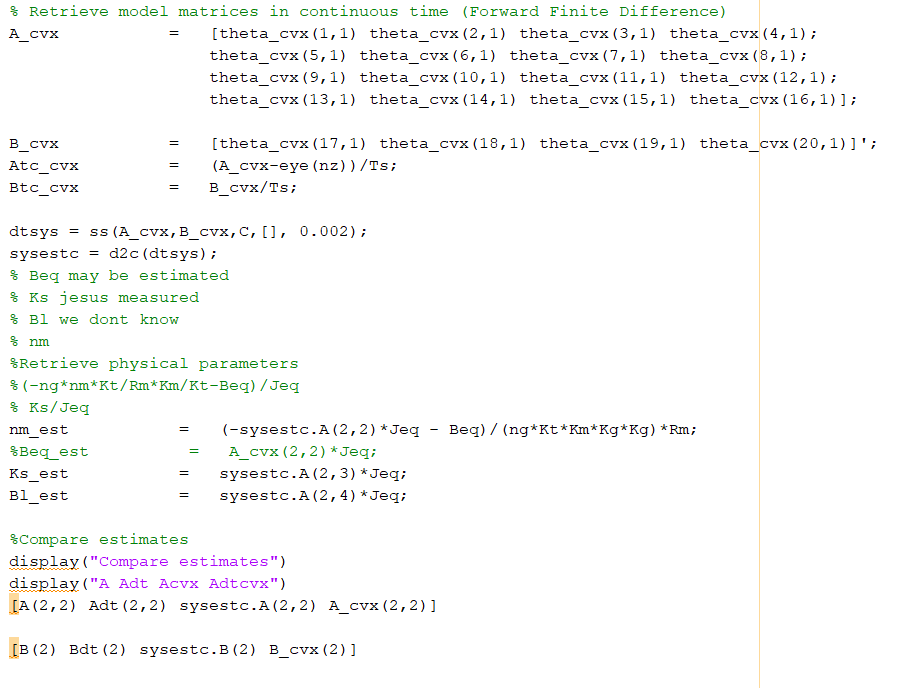 % Retrieve model matrices in continuous time (Forward Finite Difference)
A_cvx = [theta_cvx(1,1) theta_cvx(2,1) theta_cvx(3,1) theta_cvx(4,1);
theta_cvx(5,1) theta_cvx(6,1) theta_cvx(7,1) theta_cvx(8,1);
theta_cvx(9,1) theta_cvx(10,1) theta_cvx(11,1) theta_cvx(12,1);
theta_cvx(13,1) theta_cvx(14,1) theta_cvx(15,1) theta_cvx(16,1)];
B_cvx = [theta_cvx(17,1) theta_cvx(18,1) theta_cvx(19,1) theta_cvx(20,1)]';
Atc_cvx = (A_cvx-eye(nz))/Ts;
Btc_cvx = B_cvx/Ts;
dtsys = ss(A_cvx,B_cvx,C,[], 0.002);
sysestc = d2c(dtsys);
% Beq may be estimated
% Ks jesus measured
% Bl we dont know
% nm
%Retrieve physical parameters
%(-ng*nm*Kt/Rm*Km/Kt-Beq)/Jeq
% Ks/Jeq
nm_est = (-sysestc.A(2,2)*Jeq - Beq)/(ng*Kt*Km*Kg*Kg)*Rm;
%Beq_est = A_cvx(2,2)*Jeq;
Ks_est = sysestc.A(2,3)*Jeq;
Bl_est = sysestc.A(2,4)*Jeq;
%Compare estimates
display("Compare estimates")
display("A Adt Acvx Adtcvx")
[A(2,2) Adt(2,2) sysestc.A(2,2) A_cvx(2,2)]
[B(2) Bdt(2) sysestc.B(2) B_cvx(2)]